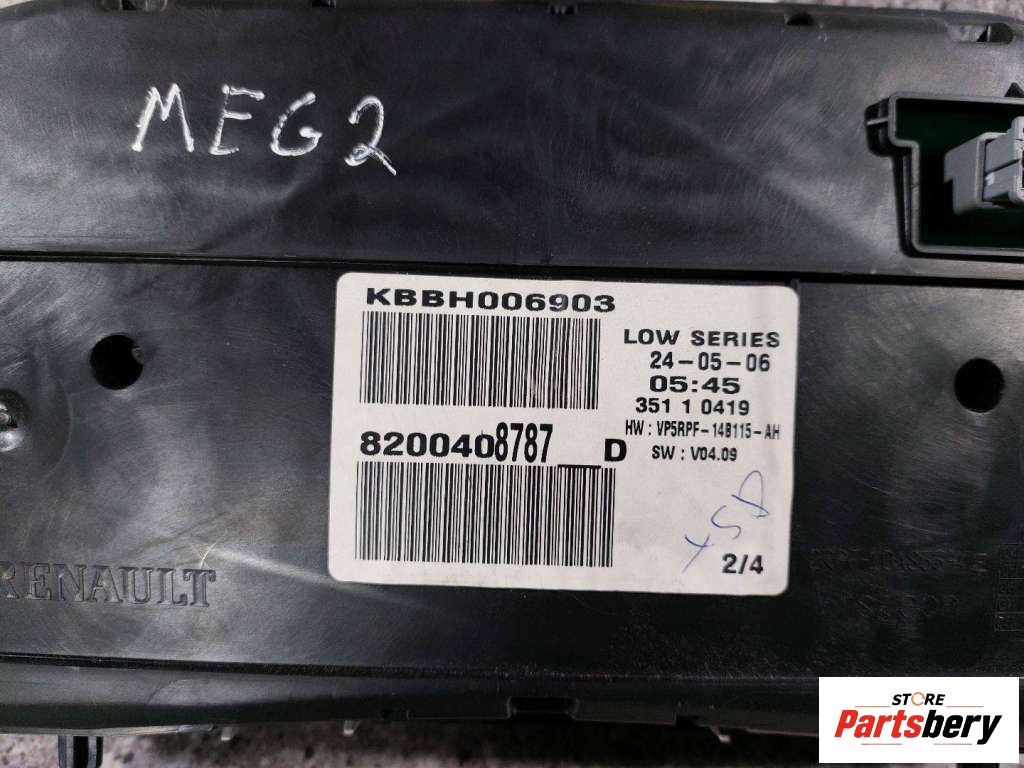 MEG2
KBBH006903
LOW SERIES
24-05-06
05:45
351 1 0419
HW : VP5RPF-14B115-AH
SW : V04.09
8200408787__D
2/4
RENAULT
STORE
Partsbery